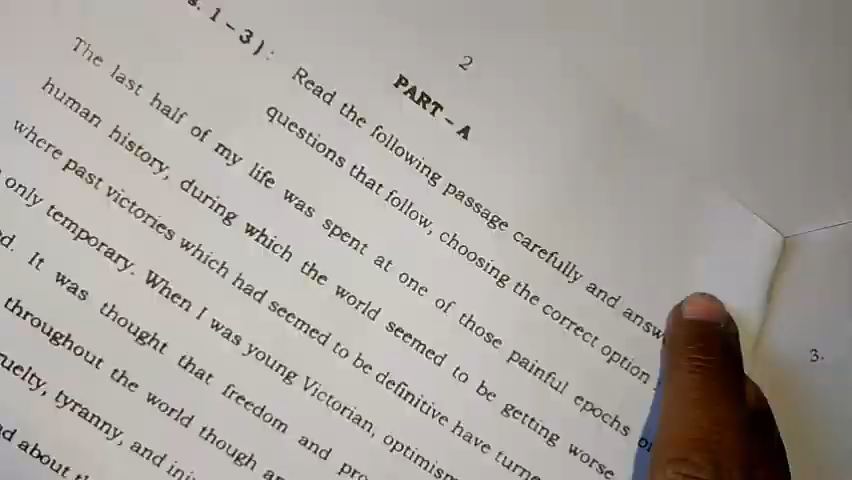 2
PART – A
s. 1 – 3) : Read the following passage carefully and answ
questions that follow, choosing the correct option
The last half of my life was spent at one of those painful epochs of
human history, during which the world seemed to be getting worse
where past victories which had seemed to be definitive have turne
only temporary. When I was young Victorian, optimism
d. It was thought that freedom and pro
throughout the world though an
ruelty, tyranny, and inj
d about t
3.